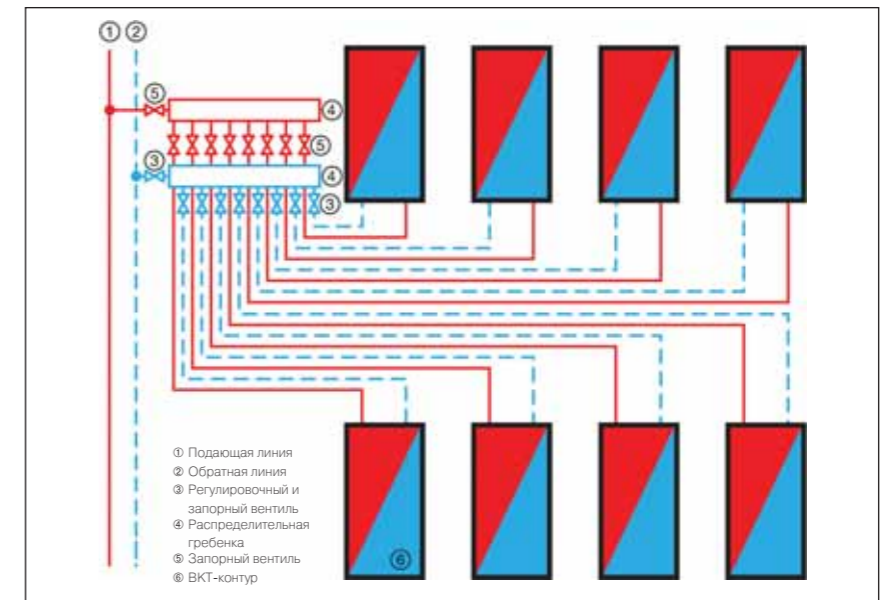 ① ②
⑤
④
⑤
③
④
③
① Подающая линия
② Обратная линия
③ Регулировочный и
запорный вентиль
④ Распределительная
гребенка
⑤ Запорный вентиль
⑥ ВКТ-контур
⑥